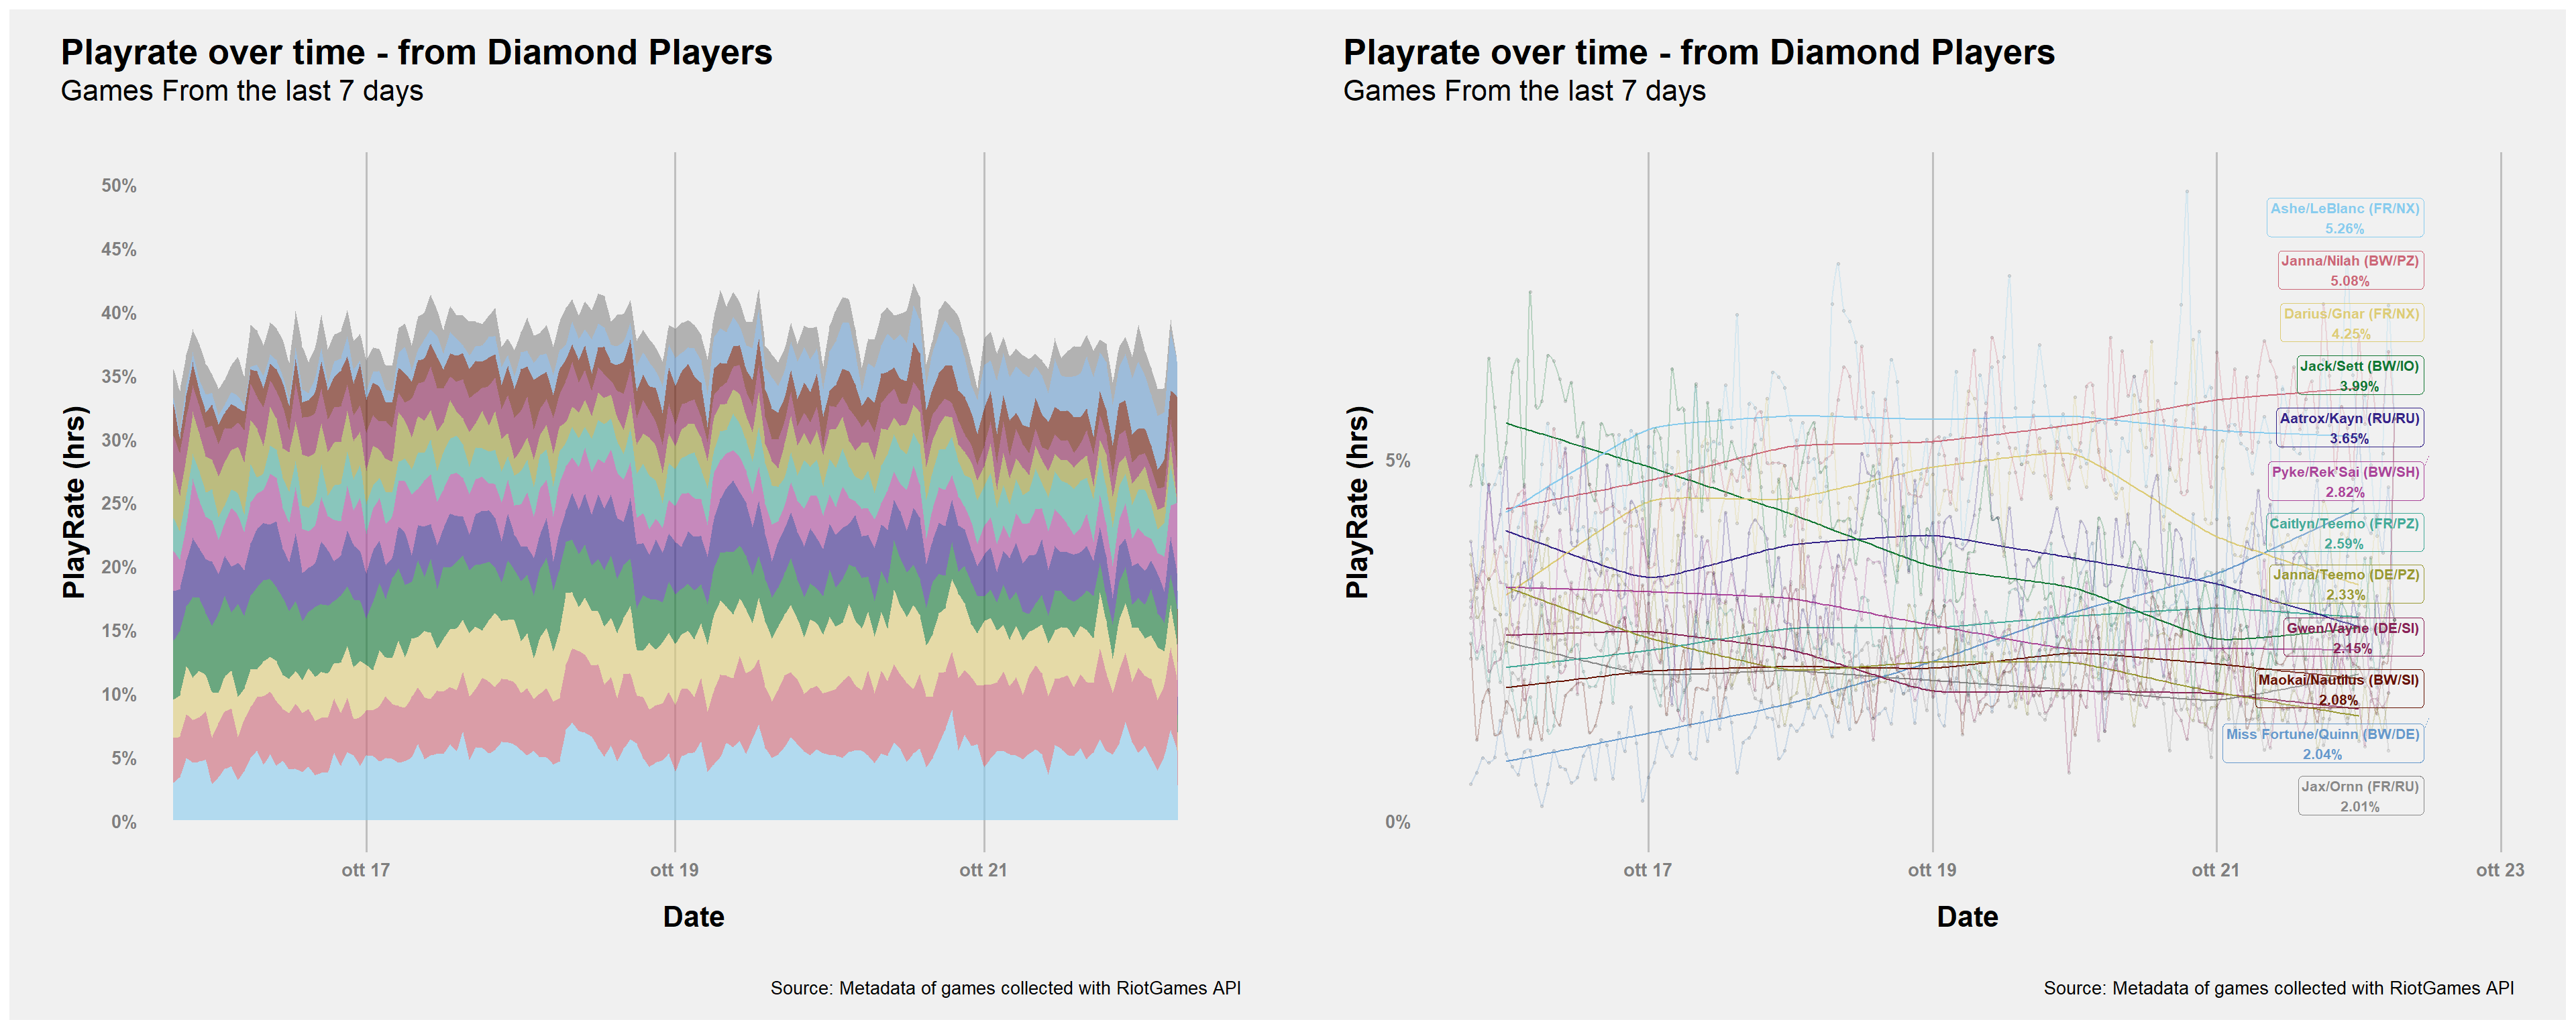 Playrate over time - from Diamond Players
Games From the last 7 days
PlayRate (hrs)
50%
45%
40%
35%
30%
25%
20%
15%
10%
5%
0%
ott 17
ott 19
ott 21
Date
Source: Metadata of games collected with RiotGames API
Playrate over time - from Diamond Players
Games From the last 7 days
PlayRate (hrs)
5%
0%
Ashe/LeBlanc (FR/NX)
5.26%
Janna/Nilah (BW/PZ)
5.08%
Darius/Gnar (FR/NX)
4.25%
Jack/Sett (BW/IO)
3.99%
Aatrox/Kayn (RU/RU)
3.65%
Pyke/Rek'Sai (BW/SH)
2.82%
Caitlyn/Teemo (FR/PZ)
2.59%
Janna/Teemo (DE/PZ)
2.33%
Gwen/Vayne (DE/SI)
2.15%
Maokai/Nautilus (BW/SI)
2.08%
Miss Fortune/Quinn (BW/DE)
2.04%
Jax/Ornn (FR/RU)
2.01%
ott 17
ott 19
ott 21
ott 23
Date
Source: Metadata of games collected with RiotGames API